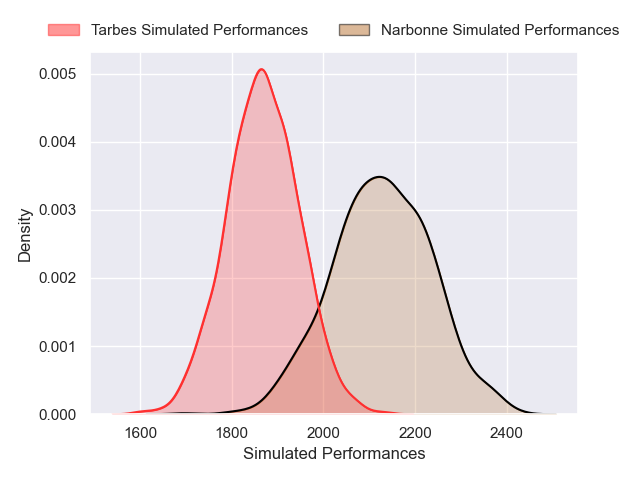 Tarbes Simulated Performances Narbonne Simulated Performances
0.005
0.004
0.003
0.002
0.001
0.000
Density
1600 1800 2000 2200 2400
Simulated Performances